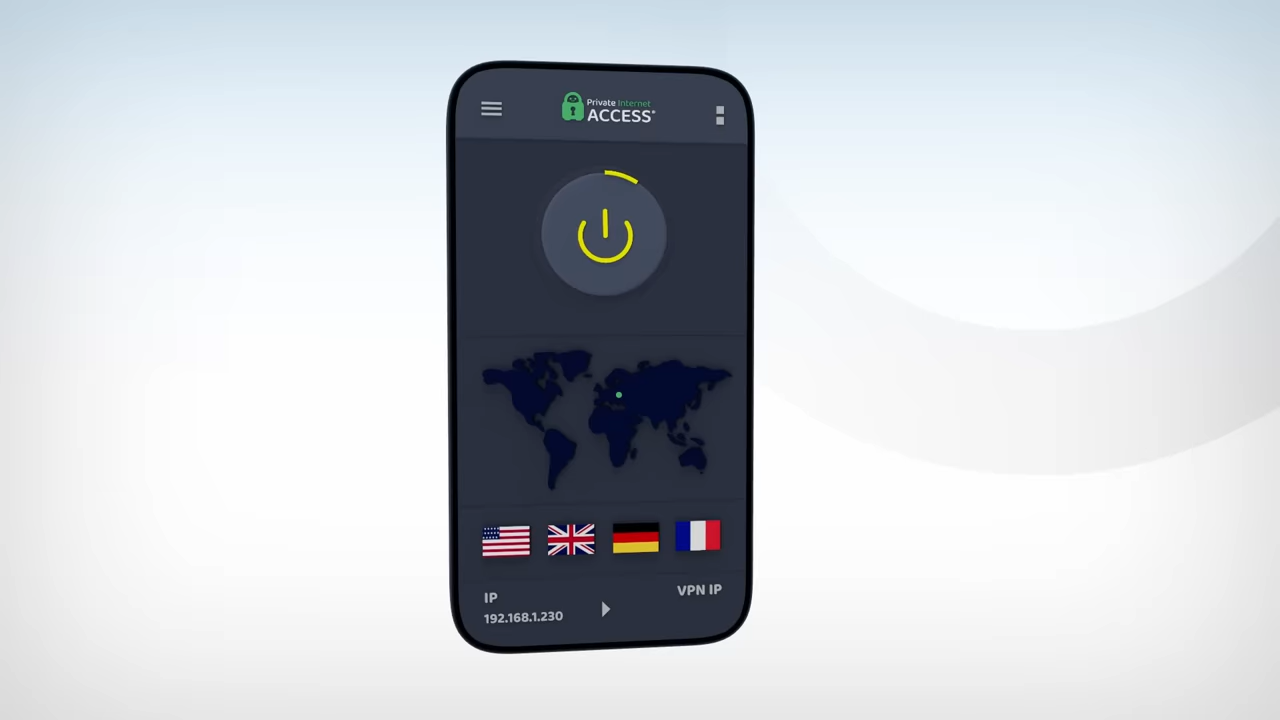 Private Internet
ACCESS®
IP
192.168.1.230
VPN IP